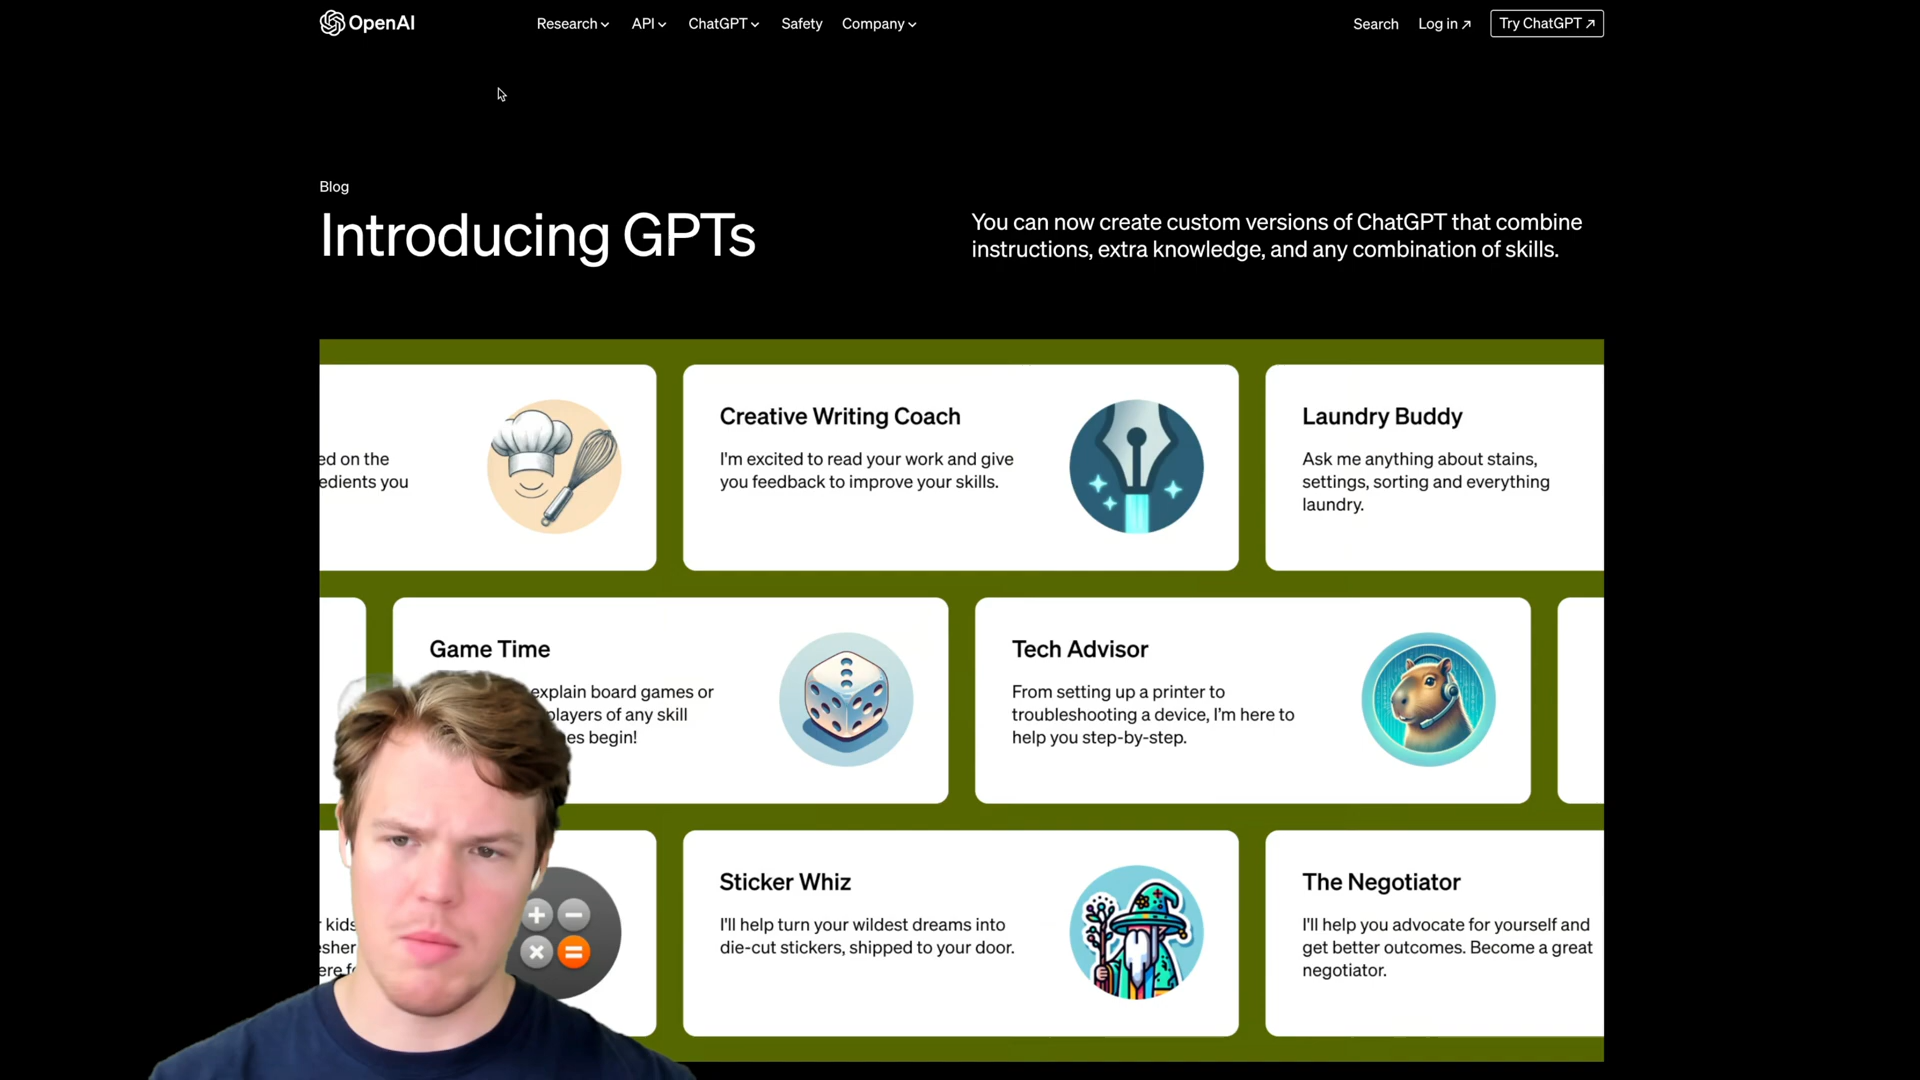 OpenAI
Research API ChatGPT Safety Company
Search Log in ↗ Try ChatGPT ↗
Blog
Introducing GPTs
You can now create custom versions of ChatGPT that combine
instructions, extra knowledge, and any combination of skills.
ed on the
edients you
Creative Writing Coach
I'm excited to read your work and give
you feedback to improve your skills.
Laundry Buddy
Ask me anything about stains,
settings, sorting and everything
laundry.
Game Time
explain board games or
players of any skill
es begin!
Tech Advisor
From setting up a printer to
troubleshooting a device, I'm here to
help you step-by-step.
kids
esher
ere
Sticker Whiz
I'll help turn your wildest dreams into
die-cut stickers, shipped to your door.
The Negotiator
I'll help you advocate for yourself and
get better outcomes. Become a great
negotiator.